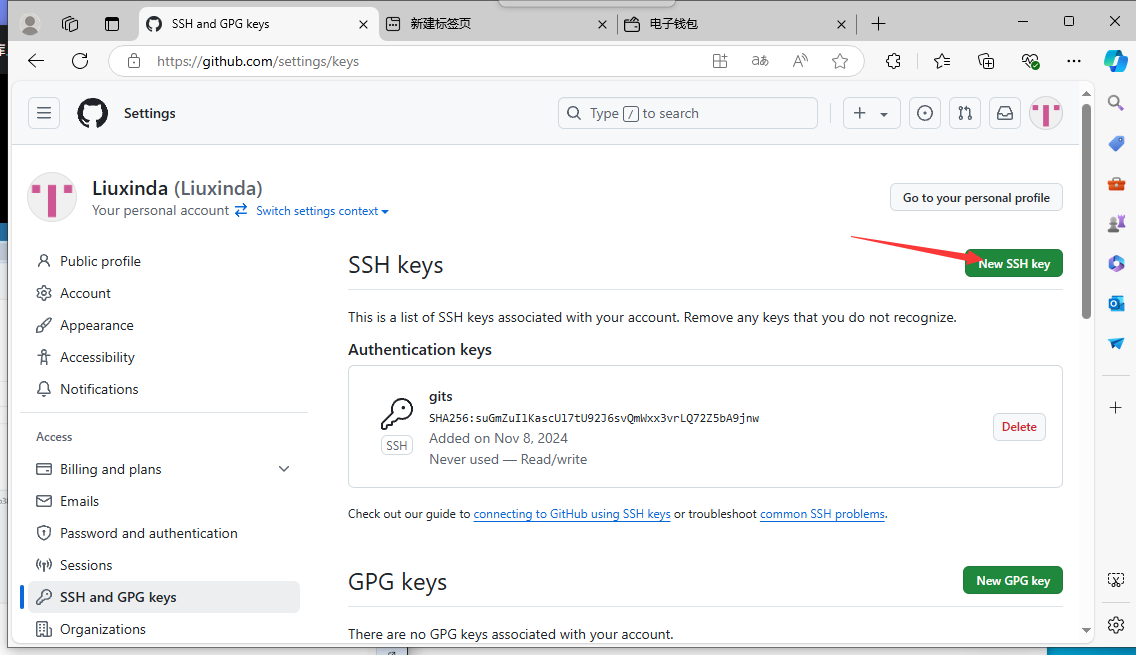 SSH and GPG keys
新建标签页
电子钱包
https://github.com/settings/keys
Settings
Type / to search
Liuxinda (Liuxinda)
Your personal account Switch settings context
Go to your personal profile
Public profile
Account
Appearance
Accessibility
Notifications
Access
Billing and plans
Emails
Password and authentication
Sessions
SSH and GPG keys
Organizations
SSH keys
New SSH key
This is a list of SSH keys associated with your account. Remove any keys that you do not recognize.
Authentication keys
gits
SHA256:suGmZuI1KascU17tU92J6svQmWxx3vrLQ72Z5bA9jnw
Added on Nov 8, 2024
Never used — Read/write
SSH
Delete
Check out our guide to connecting to GitHub using SSH keys or troubleshoot common SSH problems.
GPG keys
New GPG key
There are no GPG keys associated with your account.